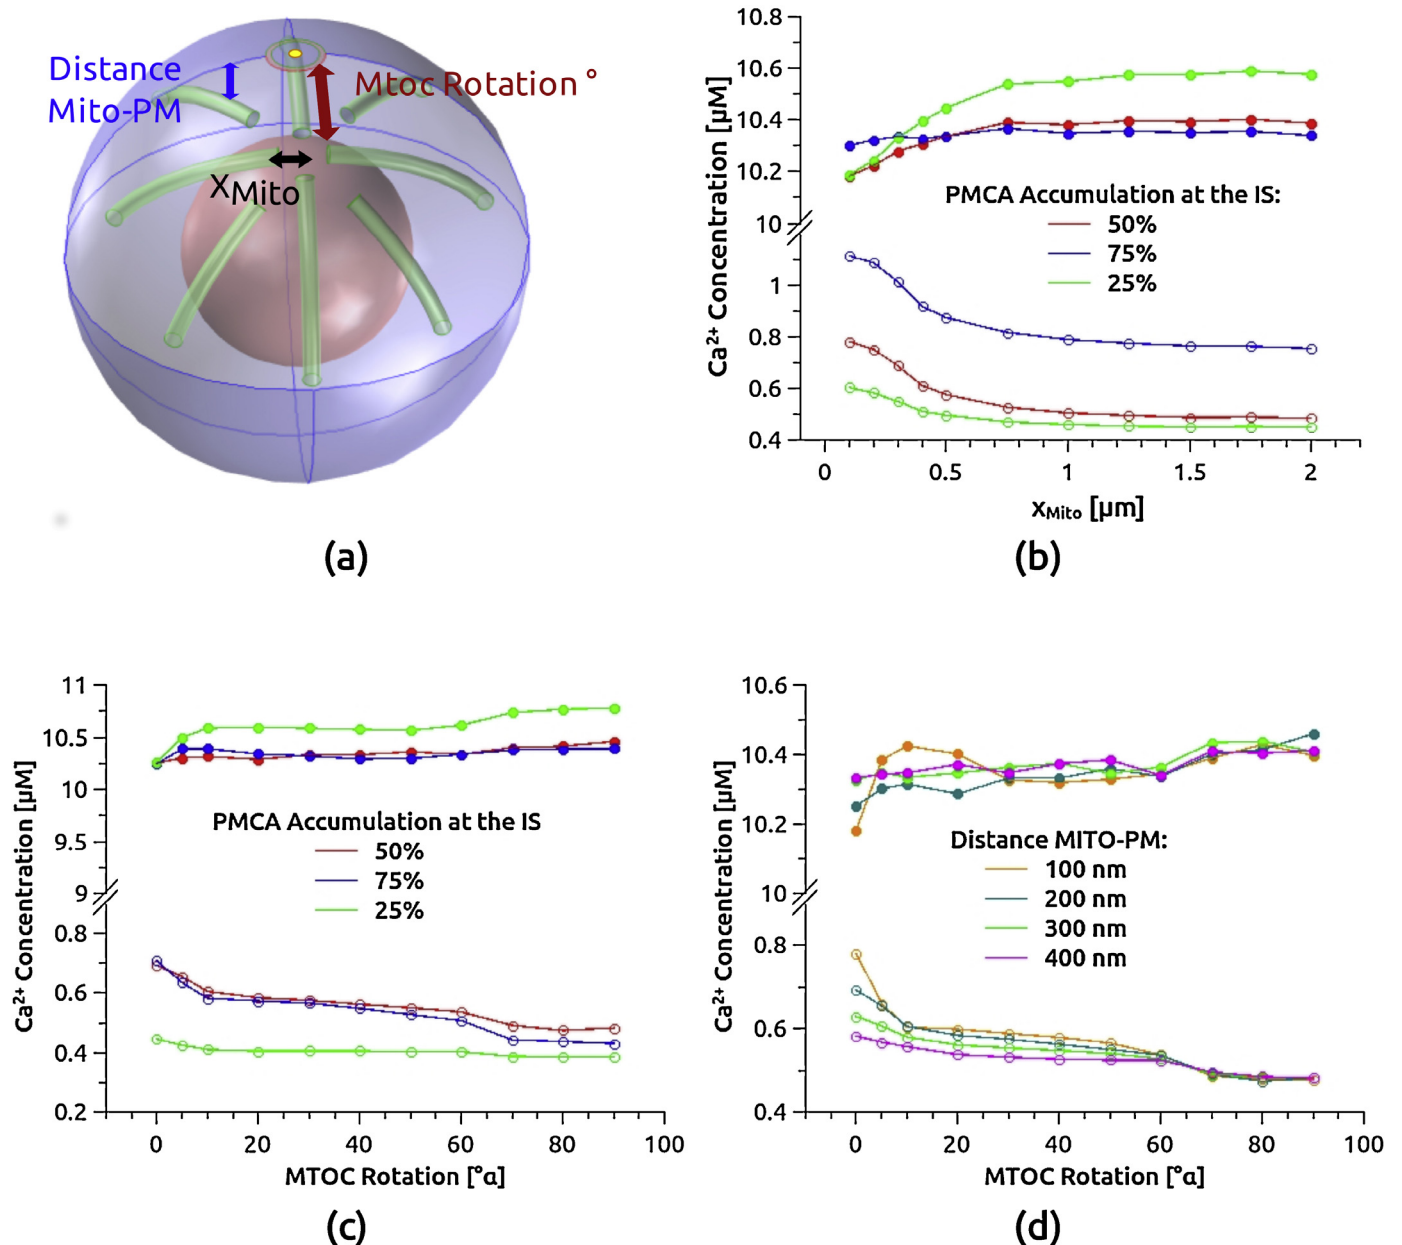 Distance
Mito-PM
Mtoc Rotation °
xMito
(a)
10.8
10.6
10.4
10.2
10
1
0.8
0.6
0.4
Ca²⁺ Concentration [µM]
PMCA Accumulation at the IS:
50%
75%
25%
0 0.5 1 1.5 2
xMito [µm]
(b)
11
10.5
10
9.5
9
0.8
0.6
0.4
0.2
Ca²⁺ Concentration [µM]
PMCA Accumulation at the IS
50%
75%
25%
0 20 40 60 80 100
MTOC Rotation [°α]
(c)
10.6
10.4
10.2
10
0.8
0.6
0.4
Ca²⁺ Concentration [µM]
Distance MITO-PM:
100 nm
200 nm
300 nm
400 nm
0 20 40 60 80 100
MTOC Rotation [°α]
(d)